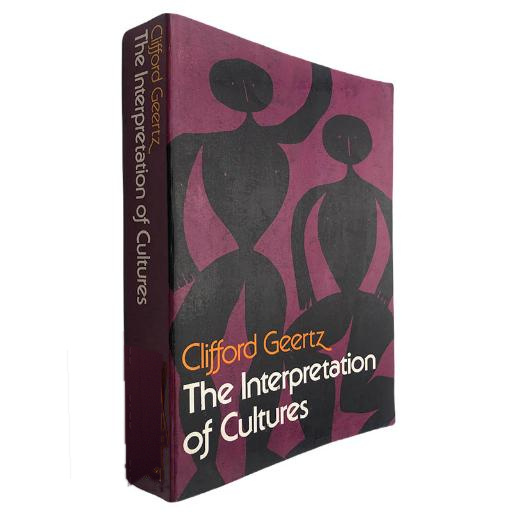 Clifford Geertz
The Interpretation of Cultures
Clifford Geertz
The Interpretation
of Cultures